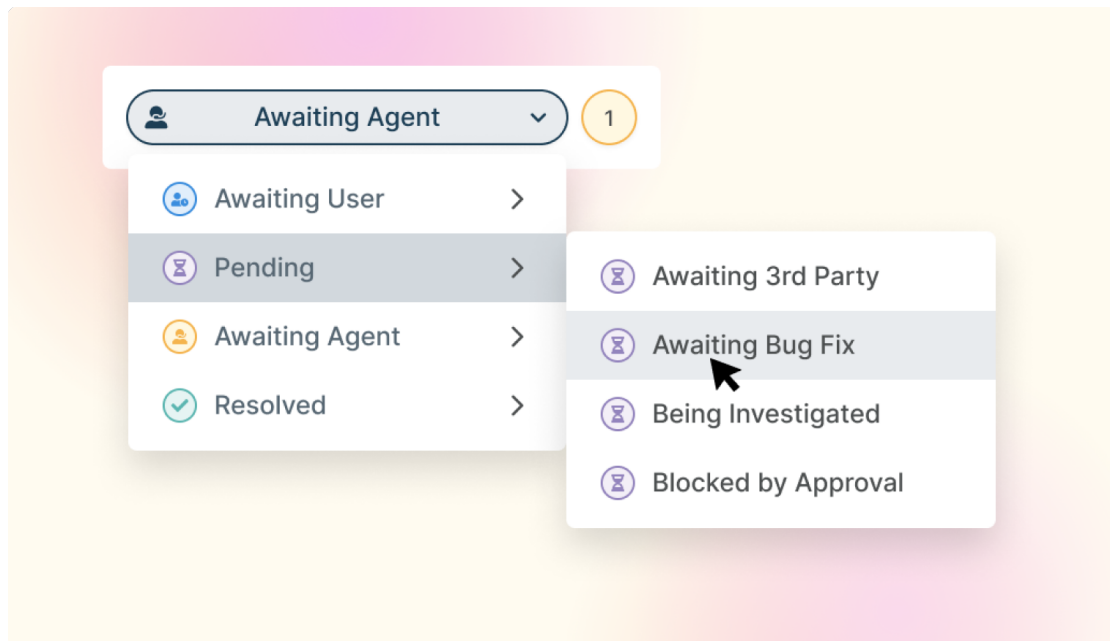 Awaiting Agent
1
Awaiting User
Pending
Awaiting Agent
Resolved
Awaiting 3rd Party
Awaiting Bug Fix
Being Investigated
Blocked by Approval